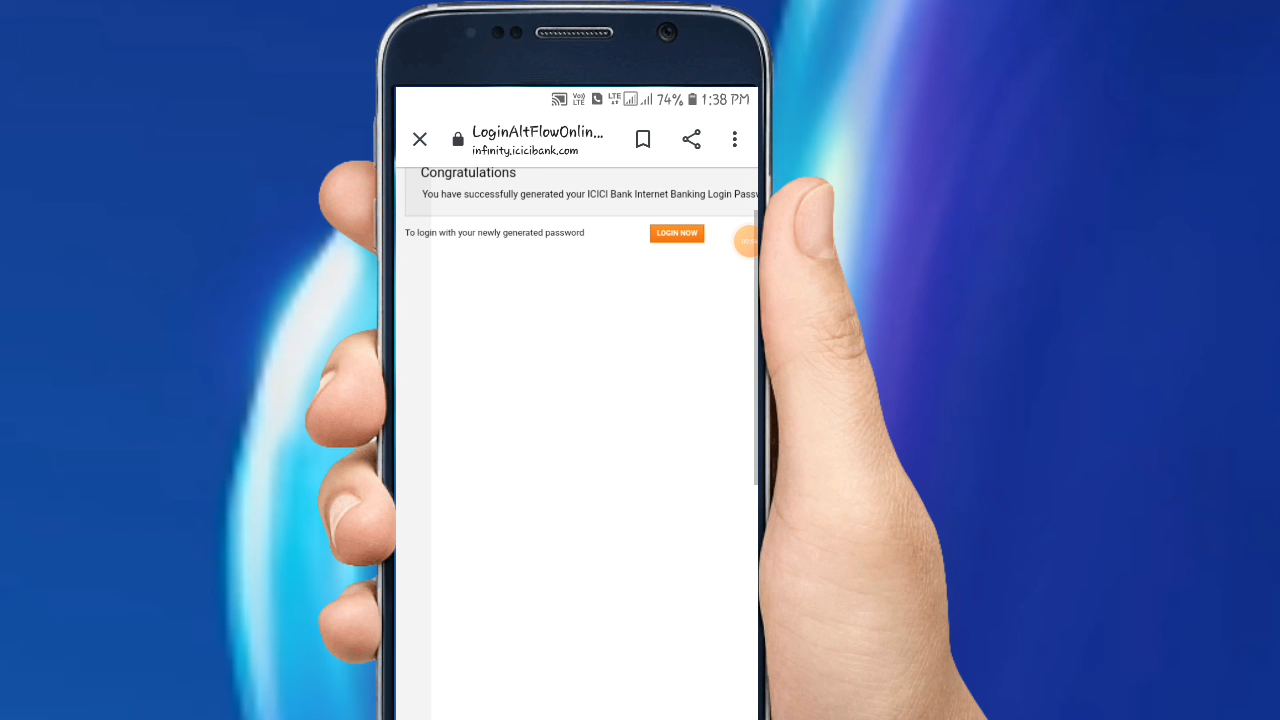 Vo)) LTE LTE 74% 1:38 PM
LoginAltFlowOnlin...
infinity.icicibank.com
Congratulations
You have successfully generated your ICICI Bank Internet Banking Login
To login with your newly generated password LOGIN NOW